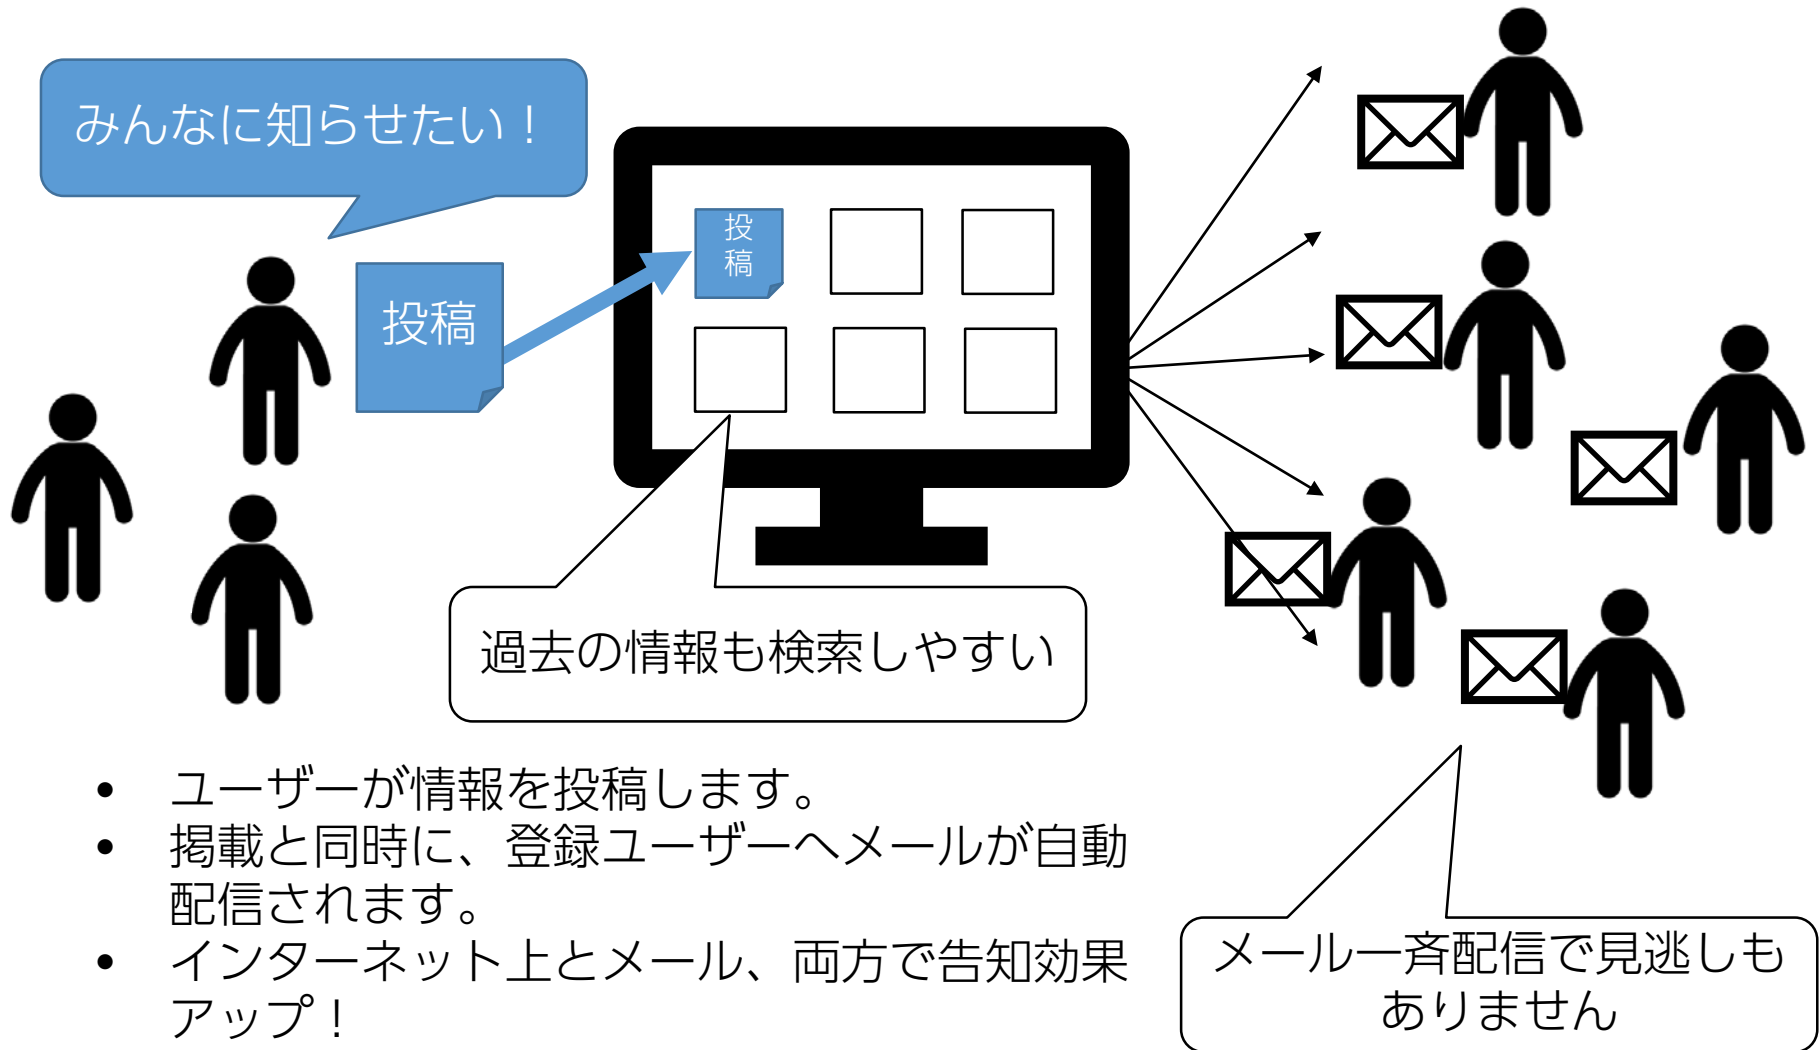 みんなに知らせたい！
投稿
投
稿
過去の情報も検索しやすい
• ユーザーが情報を投稿します。
• 掲載と同時に、登録ユーザーへメールが自動
配信されます。
• インターネット上とメール、両方で告知効果
アップ！
メール一斉配信で見逃しも
ありません